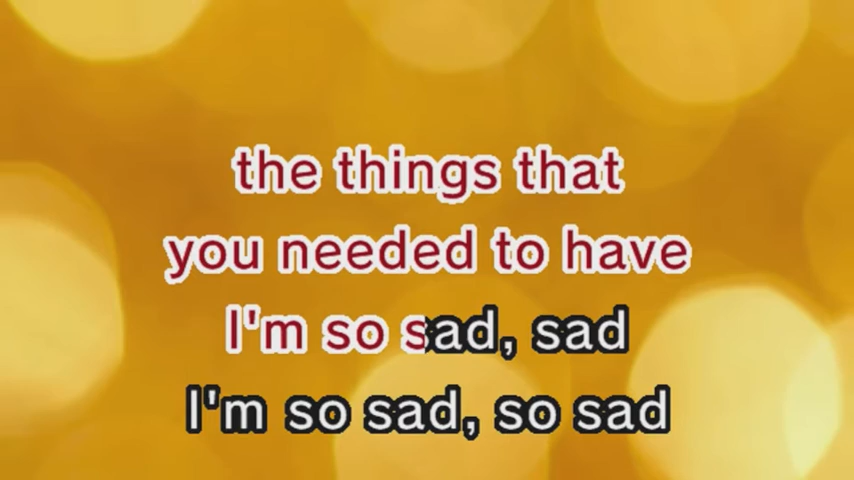 the things that
you needed to have
I'm so sad, sad
I'm so sad, so sad